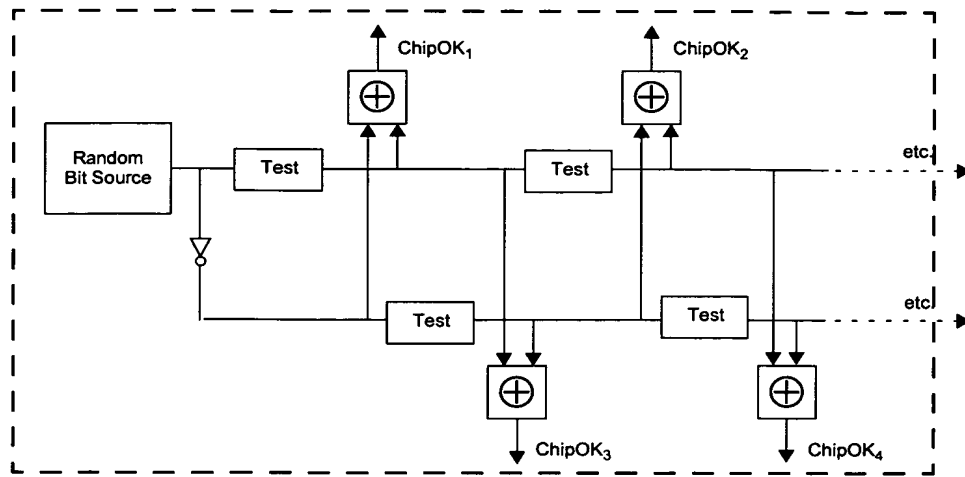 ChipOK1
ChipOK2
Random
Bit Source
Test
Test
etc.
Test
Test
etc
ChipOK3
ChipOK4